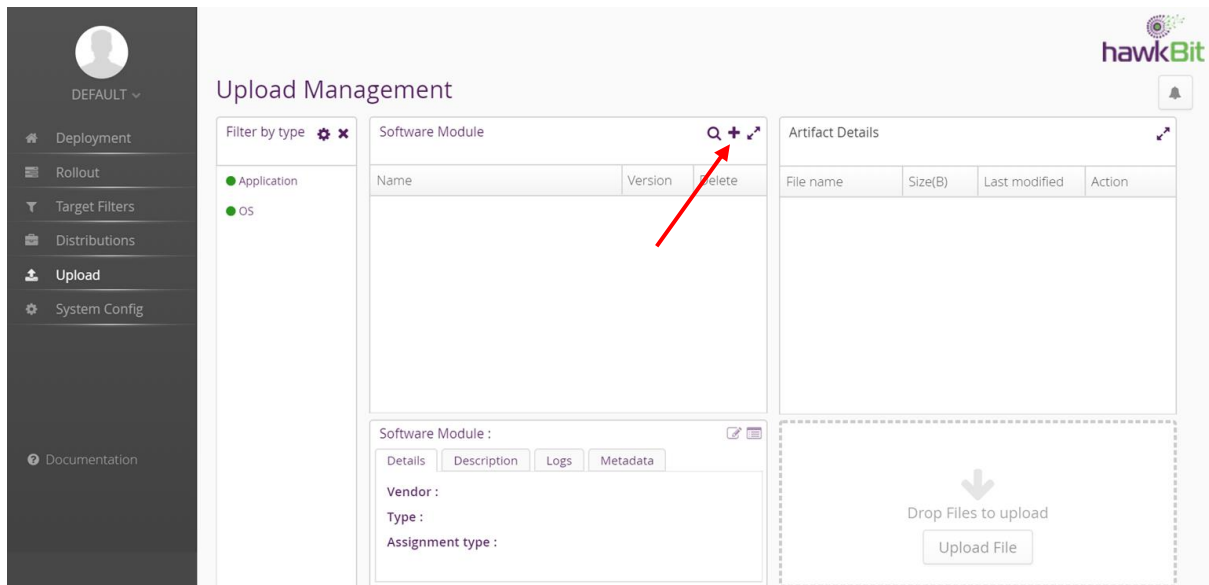 hawkBit
DEFAULT
Deployment
Rollout
Target Filters
Distributions
Upload
System Config
Documentation
Upload Management
Filter by type
Application
OS
Software Module
Name Version Delete
Artifact Details
File name Size(B) Last modified Action
Software Module :
Details Description Logs Metadata
Vendor :
Type :
Assignment type :
Drop Files to upload
Upload File